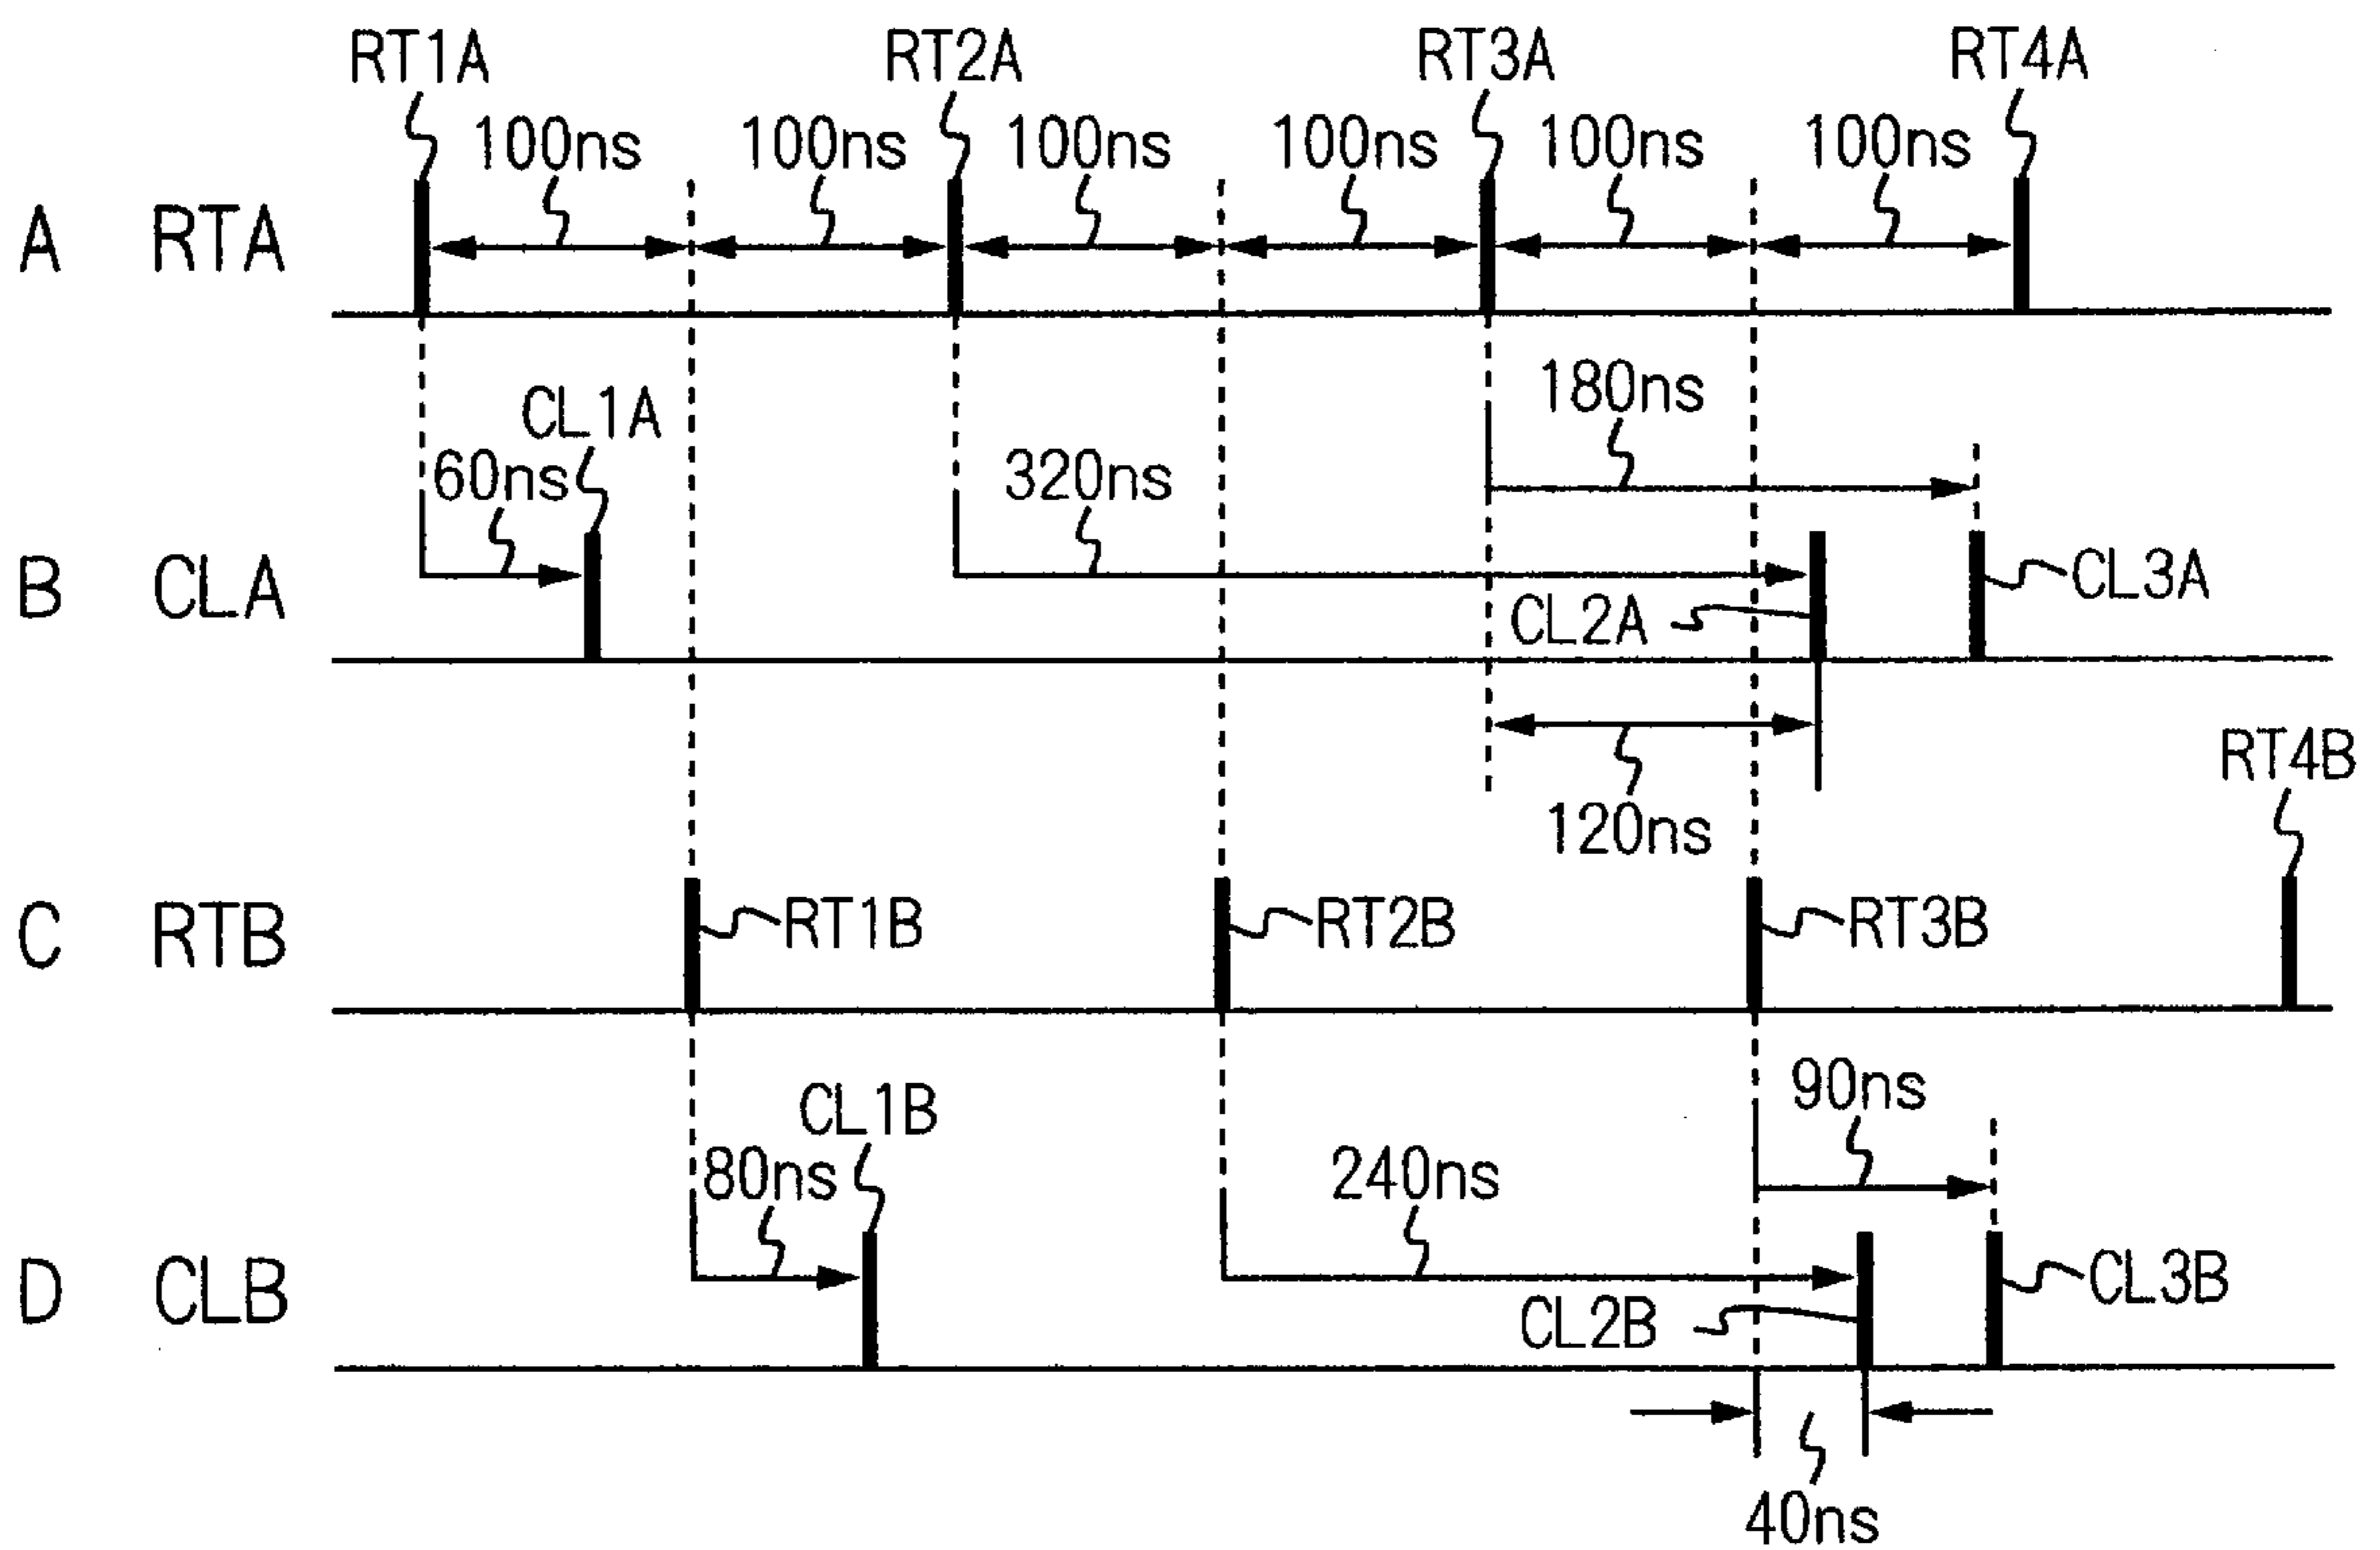 RT1A RT2A RT3A RT4A
100ns 100ns 100ns 100ns 100ns 100ns
A RTA
180ns
CL1A
60ns 320ns
B CLA CL2A CL3A
RT4B
120ns
C RTB RT1B RT2B RT3B
90ns
CL1B
80ns 240ns
D CLB CL2B CL3B
40ns